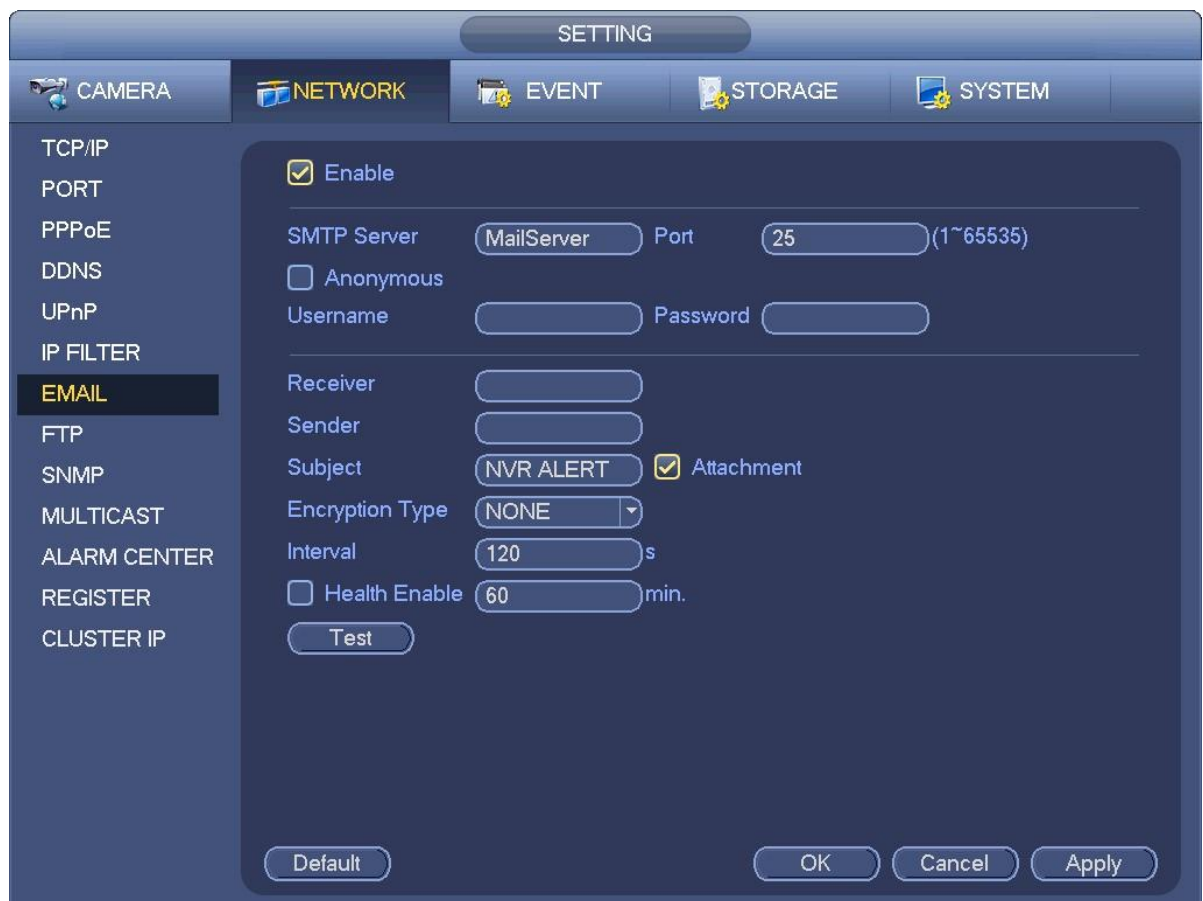 SETTING
CAMERA NETWORK EVENT STORAGE SYSTEM
TCP/IP
PORT
PPPoE
DDNS
UPnP
IP FILTER
EMAIL
FTP
SNMP
MULTICAST
ALARM CENTER
REGISTER
CLUSTER IP
Enable
SMTP Server MailServer Port 25 (1~65535)
Anonymous
Username Password
Receiver
Sender
Subject NVR ALERT Attachment
Encryption Type NONE
Interval 120 s
Health Enable 60 min.
Test
Default OK Cancel Apply